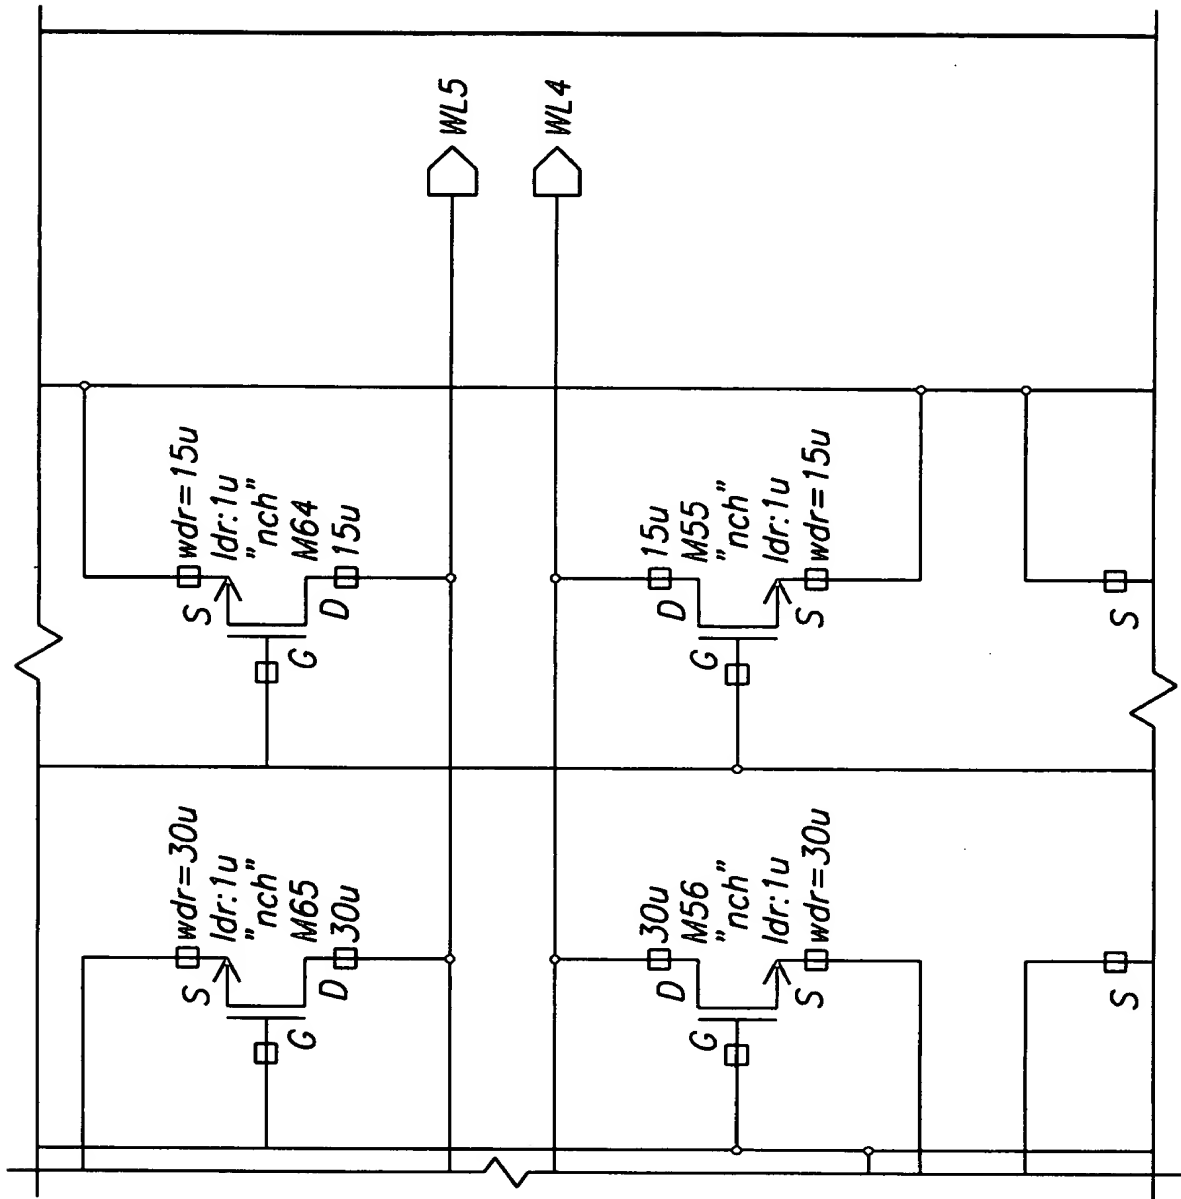 WL5
WL4
wdr=15u
ldr:1u
"nch"
M64
15u
S
G
D
15u
M55
"nch"
ldr:1u
wdr=15u
D
G
S
S
wdr=30u
ldr:1u
"nch"
M65
30u
S
G
D
30u
M56
"nch"
ldr:1u
wdr=30u
D
G
S
S